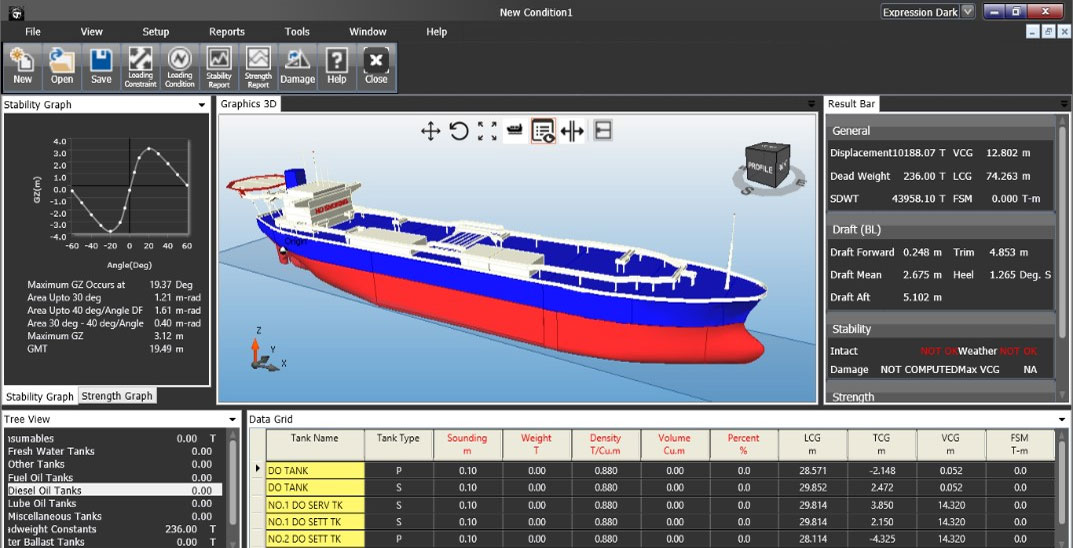 New Condition1
Expression Dark
File View Setup Reports Tools Window Help
New Open Save Loading Constraint Loading Condition Stability Report Strength Report Damage Help Close
Stability Graph
4.0
3.0
2.0
1.0
0.0
-1.0
-2.0
-3.0
-4.0
GZ(m)
-60 -40 -20 0 20 40 60
Angle(Deg)
Maximum GZ Occurs at 19.37 Deg
Area Upto 30 deg 1.21 m-rad
Area Upto 40 deg/Angle DF 1.61 m-rad
Area 30 deg - 40 deg/Angle 0.40 m-rad
Maximum GZ 3.12 m
GMT 19.49 m
Stability Graph Strength Graph
Graphics 3D
NO SMOKING
Origin
PROFILE
S E
Z
Y
X
Result Bar
General
Displacement10188.07 T VCG 12.802 m
Dead Weight 236.00 T LCG 74.263 m
SDWT 43958.10 T FSM 0.000 T-m
Draft (BL)
Draft Forward 0.248 m Trim 4.853 m
Draft Mean 2.675 m Heel 1.265 Deg. S
Draft Aft 5.102 m
Stability
Intact NOT OKWeather NOT OK
Damage NOT COMPUTEDMax VCG NA
Strength
Tree View
ısumables 0.00 T
Fresh Water Tanks 0.00
Other Tanks 0.00
Fuel Oil Tanks 0.00
Diesel Oil Tanks 0.00
Lube Oil Tanks 0.00
Miscellaneous Tanks 0.00
adweight Constants 236.00 T
ter Ballast Tanks 0.00 T
Data Grid
Tank Name Tank Type Sounding m Weight T Density T/Cu.m Volume Cu.m Percent % LCG m TCG m VCG m FSM T-m
DO TANK P 0.10 0.00 0.880 0.00 0.00 28.571 -2.148 0.052 0.0
DO TANK S 0.10 0.00 0.880 0.00 0.00 29.852 2.472 0.052 0.0
NO.1 DO SERV TK S 0.10 0.00 0.880 0.00 0.00 29.814 3.850 14.320 0.0
NO.1 DO SETT TK S 0.10 0.00 0.880 0.00 0.00 29.814 2.150 14.320 0.0
NO.2 DO SETT TK P 0.10 0.00 0.880 0.00 0.00 28.114 -4.325 14.320 0.0